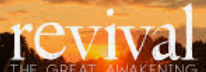 revival
THE GREAT AWAKENING